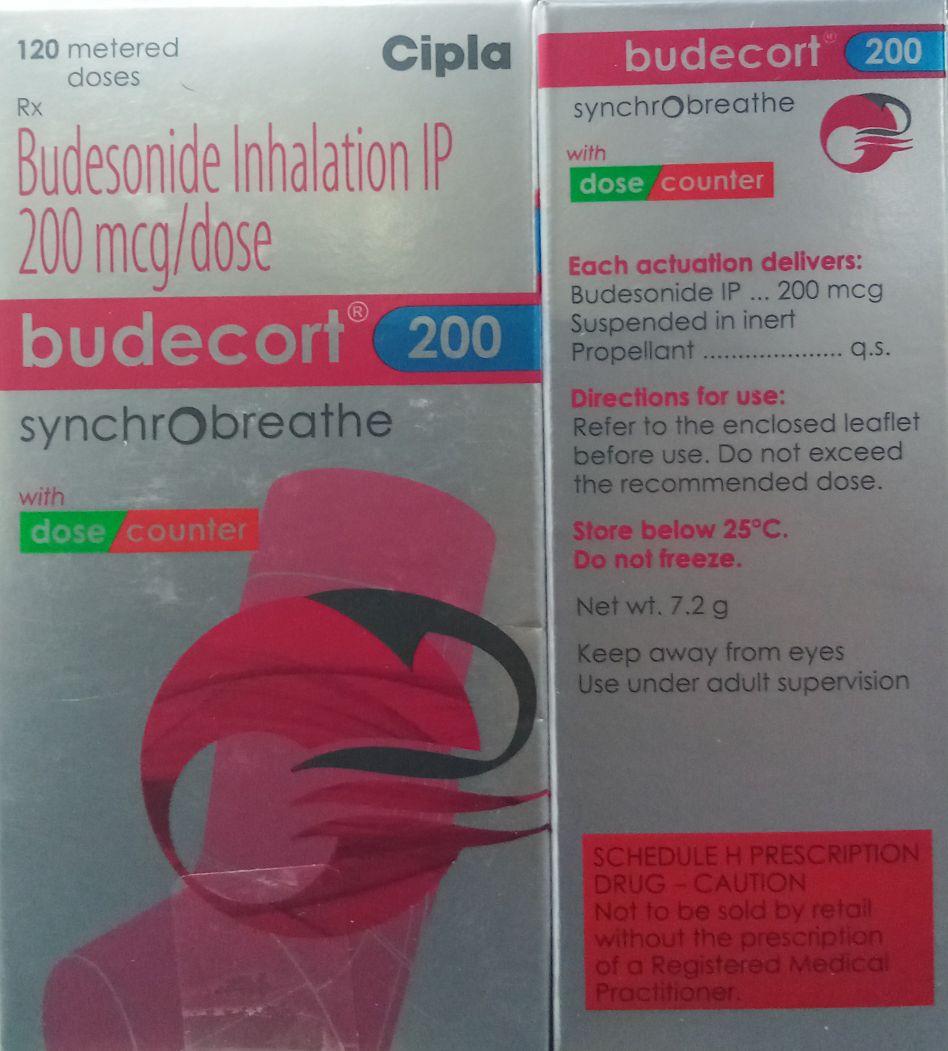 120 metered
doses
Cipla
Rx
Budesonide Inhalation IP
200 mcg/dose
budecort® 200
synchrobreathe
with
dose counter
budecort 200
synchrobreathe
with
dose counter
Each actuation delivers:
Budesonide IP ... 200 mcg
Suspended in inert
Propellant ..................... q.s.
Directions for use:
Refer to the enclosed leaflet
before use. Do not exceed
the recommended dose.
Store below 25°C.
Do not freeze.
Net wt. 7.2 g
Keep away from eyes
Use under adult supervision
SCHEDULE H PRESCRIPTION
DRUG – CAUTION
Not to be sold by retail
without the prescription
of a Registered Medical
Practitioner.